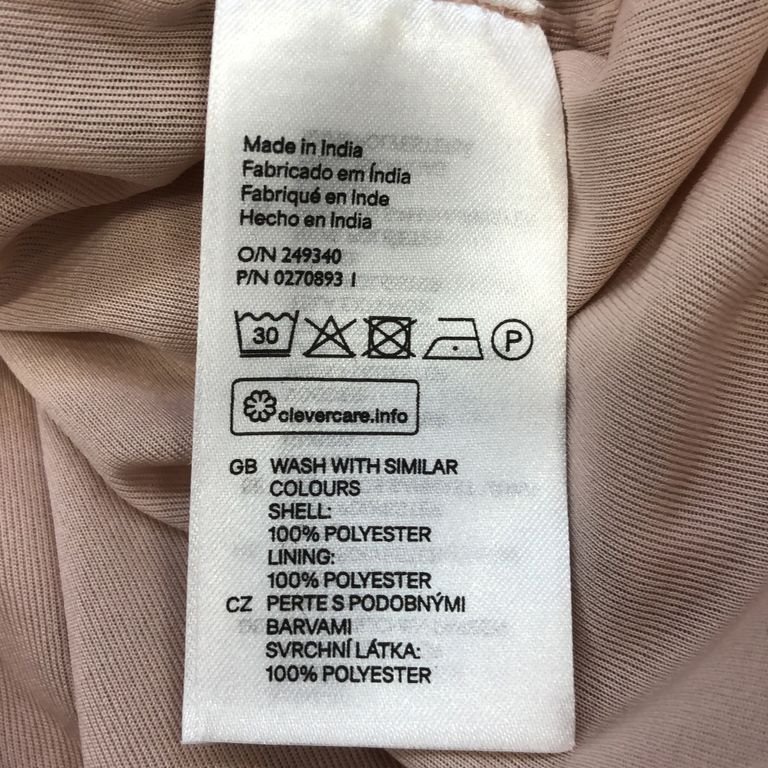 Made in India
Fabricado em Índia
Fabriqué en Inde
Hecho en India
O/N 249340
P/N 0270893 1
30 P
clevercare.info
GB WASH WITH SIMILAR
COLOURS
SHELL:
100% POLYESTER
LINING:
100% POLYESTER
CZ PERTE S PODOBNÝMI
BARVAMI
SVRCHNÍ LÁTKA:
100% POLYESTER